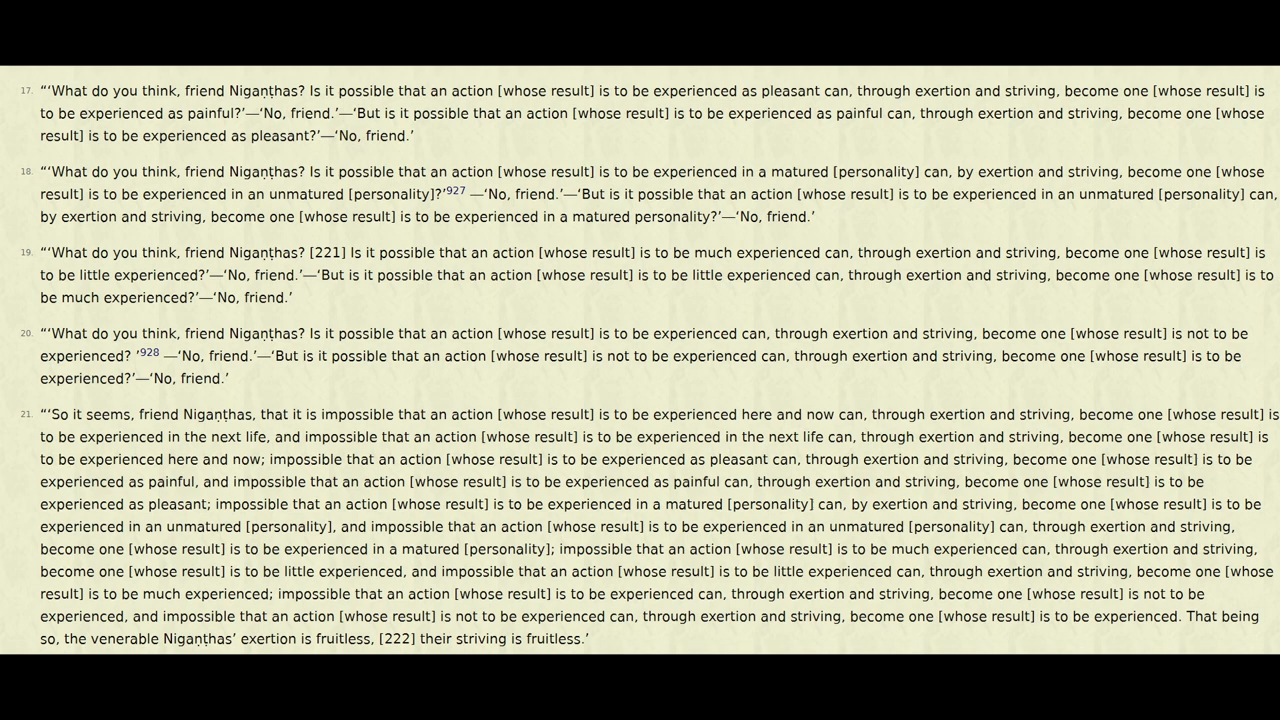 17. “‘What do you think, friend Nigaṇṭhas? Is it possible that an action [whose result] is to be experienced as pleasant can, through exertion and striving, become one [whose result] is
to be experienced as painful?’—‘No, friend.’—‘But is it possible that an action [whose result] is to be experienced as painful can, through exertion and striving, become one [whose
result] is to be experienced as pleasant?’—‘No, friend.’
18. “‘What do you think, friend Nigaṇṭhas? Is it possible that an action [whose result] is to be experienced in a matured [personality] can, by exertion and striving, become one [whose
result] is to be experienced in an unmatured [personality]?’927 —‘No, friend.’—‘But is it possible that an action [whose result] is to be experienced in an unmatured [personality] can,
by exertion and striving, become one [whose result] is to be experienced in a matured personality?’—‘No, friend.’
19. “‘What do you think, friend Nigaṇṭhas? [221] Is it possible that an action [whose result] is to be much experienced can, through exertion and striving, become one [whose result] is
to be little experienced?’—‘No, friend.’—‘But is it possible that an action [whose result] is to be little experienced can, through exertion and striving, become one [whose result] is to
be much experienced?’—‘No, friend.’
20. “‘What do you think, friend Nigaṇṭhas? Is it possible that an action [whose result] is to be experienced can, through exertion and striving, become one [whose result] is not to be
experienced? ’928 —‘No, friend.’—‘But is it possible that an action [whose result] is not to be experienced can, through exertion and striving, become one [whose result] is to be
experienced?’—‘No, friend.’
21. “‘So it seems, friend Nigaṇṭhas, that it is impossible that an action [whose result] is to be experienced here and now can, through exertion and striving, become one [whose result] is
to be experienced in the next life, and impossible that an action [whose result] is to be experienced in the next life can, through exertion and striving, become one [whose result] is
to be experienced here and now; impossible that an action [whose result] is to be experienced as pleasant can, through exertion and striving, become one [whose result] is to be
experienced as painful, and impossible that an action [whose result] is to be experienced as painful can, through exertion and striving, become one [whose result] is to be
experienced as pleasant; impossible that an action [whose result] is to be experienced in a matured [personality] can, by exertion and striving, become one [whose result] is to be
experienced in an unmatured [personality], and impossible that an action [whose result] is to be experienced in an unmatured [personality] can, through exertion and striving,
become one [whose result] is to be experienced in a matured [personality]; impossible that an action [whose result] is to be much experienced can, through exertion and striving,
become one [whose result] is to be little experienced, and impossible that an action [whose result] is to be little experienced can, through exertion and striving, become one [whose
result] is to be much experienced; impossible that an action [whose result] is to be experienced can, through exertion and striving, become one [whose result] is not to be
experienced, and impossible that an action [whose result] is not to be experienced can, through exertion and striving, become one [whose result] is to be experienced. That being
so, the venerable Nigaṇṭhas’ exertion is fruitless, [222] their striving is fruitless.’